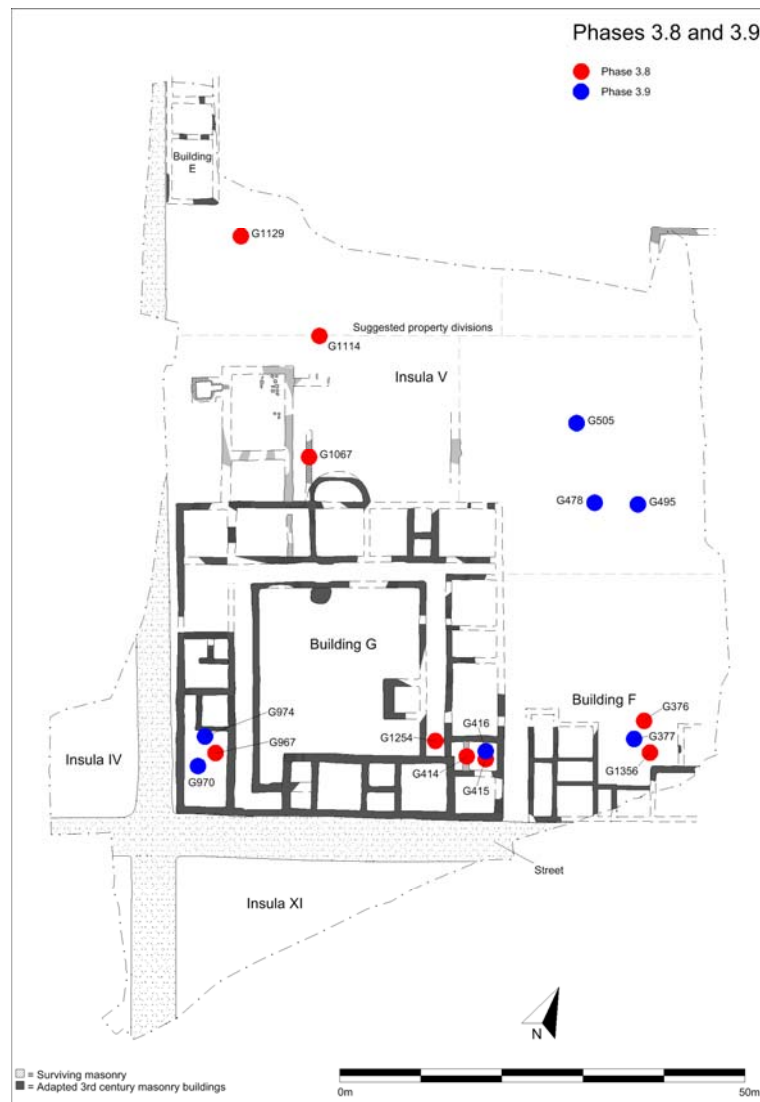 Phases 3.8 and 3.9
Phase 3.8
Phase 3.9
Building
E
G1129
Suggested property divisions
G1114
Insula V
G505
G1067
G478
G495
Building G
Building F
G376
G974
G416
G377
Insula IV
G967
G1254
G1356
G970
G414
G415
Street
Insula XI
N
= Surviving masonry
= Adapted 3rd century masonry buildings
0m
50m